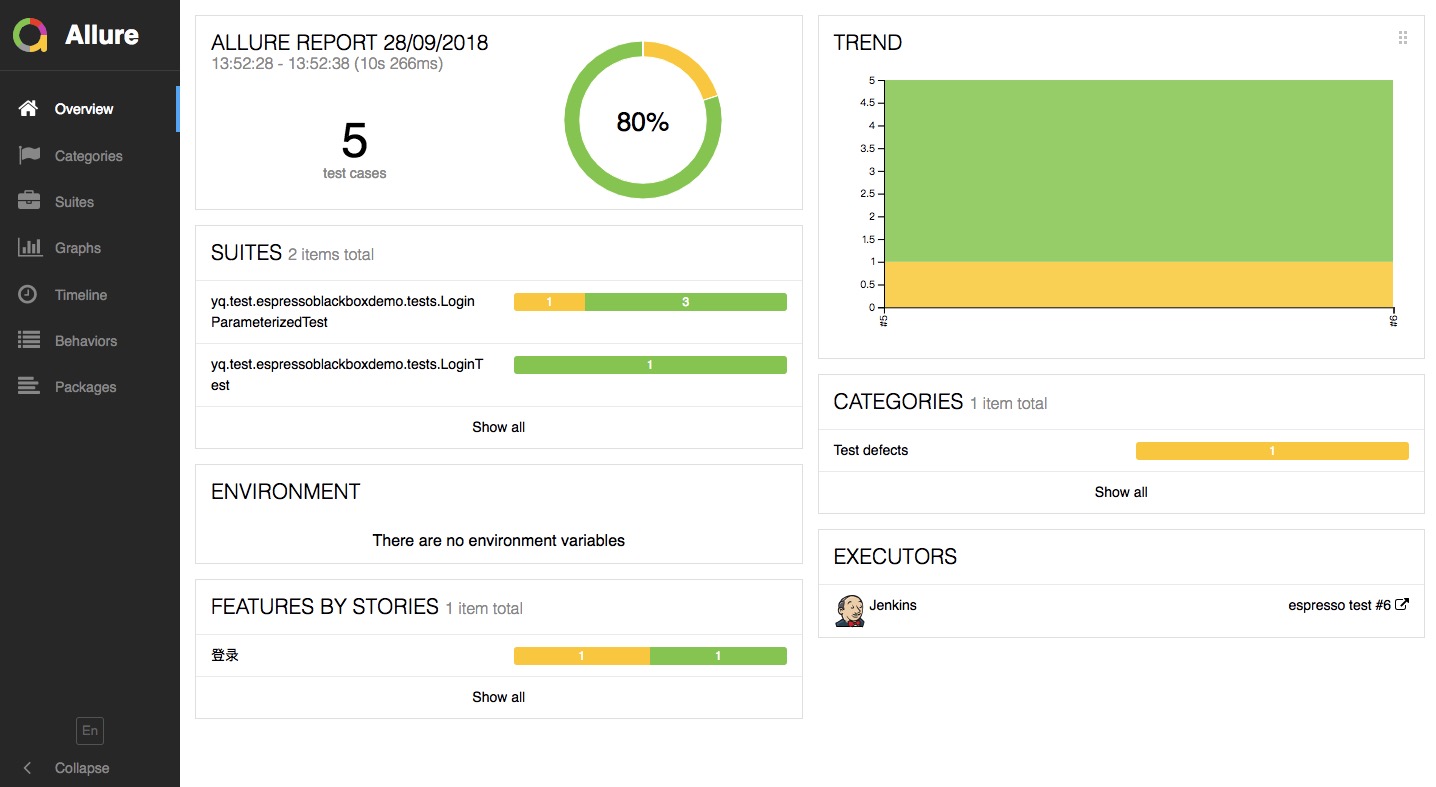 Allure
Overview
Categories
Suites
Graphs
Timeline
Behaviors
Packages
En
Collapse
ALLURE REPORT 28/09/2018
13:52:28 - 13:52:38 (10s 266ms)
5
test cases
80%
SUITES 2 items total
yq.test.espressoblackboxdemo.tests.Login
ParameterizedTest
1 3
yq.test.espressoblackboxdemo.tests.LoginT
est
1
Show all
ENVIRONMENT
There are no environment variables
FEATURES BY STORIES 1 item total
登录 1 1
Show all
TREND
5
4.5
4
3.5
3
2.5
2
1.5
1
0.5
0
#5 #6
CATEGORIES 1 item total
Test defects 1
Show all
EXECUTORS
Jenkins espresso test #6